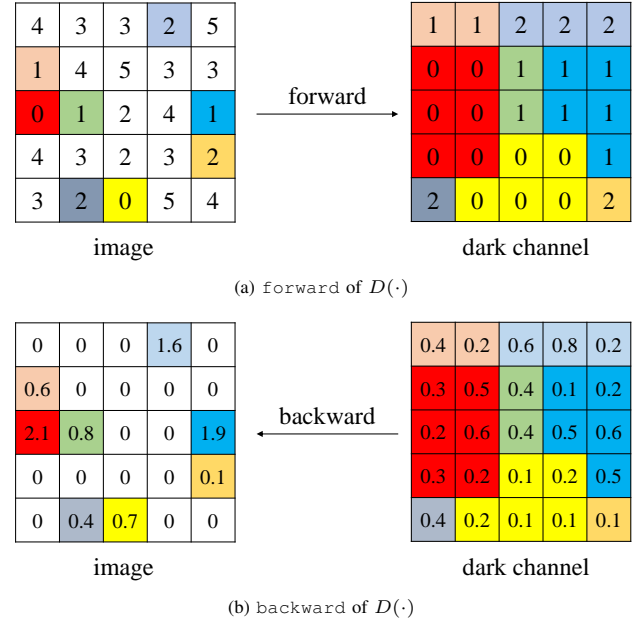 4 3 3 2 5
1 4 5 3 3
0 1 2 4 1
4 3 2 3 2
3 2 0 5 4
image
forward
1 1 2 2 2
0 0 1 1 1
0 0 1 1 1
0 0 0 0 1
2 0 0 0 2
dark channel
(a) forward of D(·)
0 0 0 1.6 0
0.6 0 0 0 0
2.1 0.8 0 0 1.9
0 0 0 0 0.1
0 0.4 0.7 0 0
image
backward
0.4 0.2 0.6 0.8 0.2
0.3 0.5 0.4 0.1 0.2
0.2 0.6 0.4 0.5 0.6
0.3 0.2 0.1 0.2 0.5
0.4 0.2 0.1 0.1 0.1
dark channel
(b) backward of D(·)